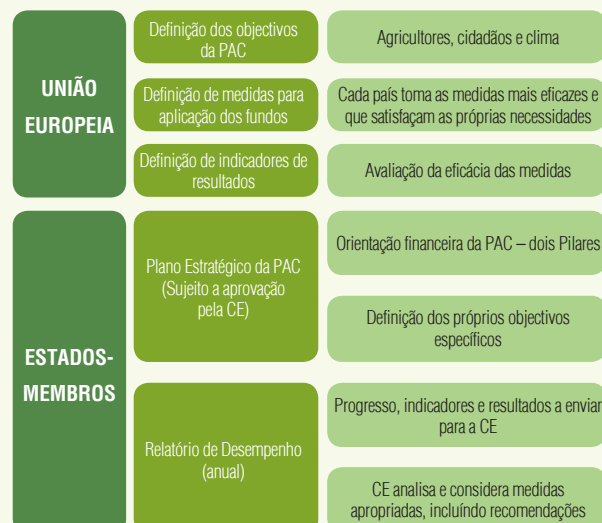 UNIÃO
EUROPEIA
Definição dos objectivos
da PAC
Agricultores, cidadãos e clima
Definição de medidas para
aplicação dos fundos
Cada país toma as medidas mais eficazes e
que satisfaçam as próprias necessidades
Definição de indicadores de
resultados
Avaliação da eficácia das medidas
ESTADOS-
MEMBROS
Plano Estratégico da PAC
(Sujeito a aprovação
pela CE)
Orientação financeira da PAC – dois Pilares
Definição dos próprios objectivos
específicos
Relatório de Desempenho
(anual)
Progresso, indicadores e resultados a enviar
para a CE
CE analisa e considera medidas
apropriadas, incluíndo recomendações